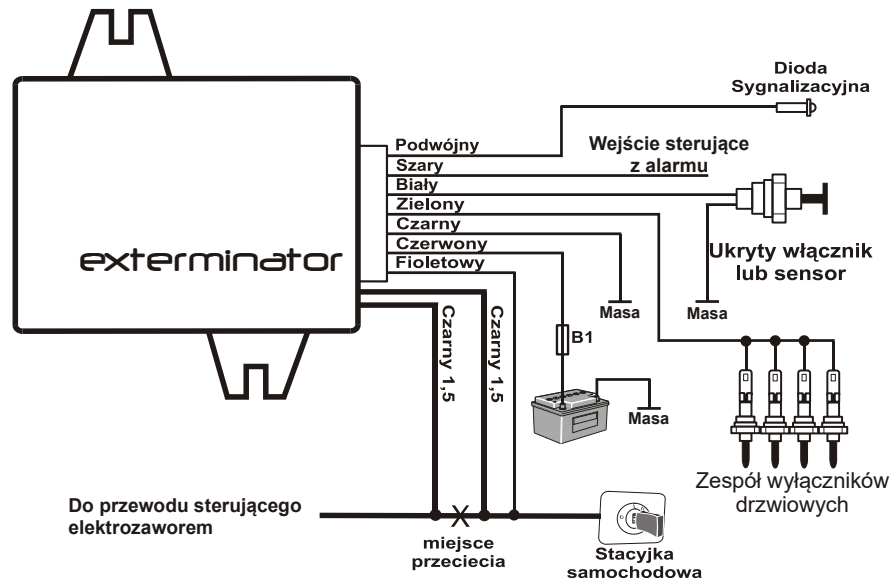 Dioda
Sygnalizacyjna
Podwójny
Wejście sterujące
z alarmu
Szary
Biały
Zielony
Czarny
Czerwony
Fioletowy
exterminator
Ukryty włącznik
lub sensor
Masa
Masa
Czarny 1,5
Czarny 1,5
B1
Masa
Zespół wyłączników
drzwiowych
Do przewodu sterującego
elektrozaworem
miejsce
przeciecia
Stacyjka
samochodowa